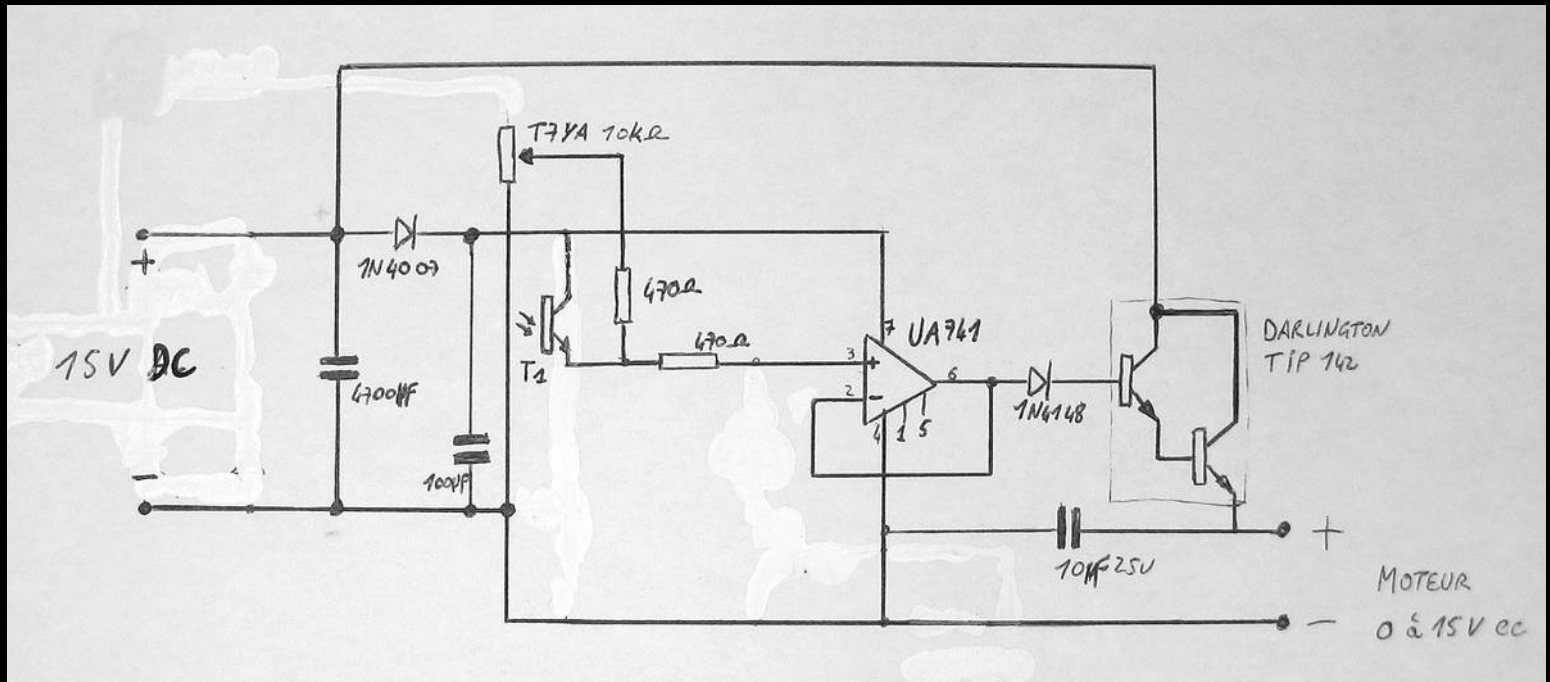 T7YA 10kΩ
+
1N4007
470Ω
15V DC
4700µF
T1
470Ω
3
+
2
-
7
UA741
6
4
1
5
1N4148
DARLINGTON
TIP 142
-
100µF
10µF 25V
+
-
MOTEUR
0 à 15V cc